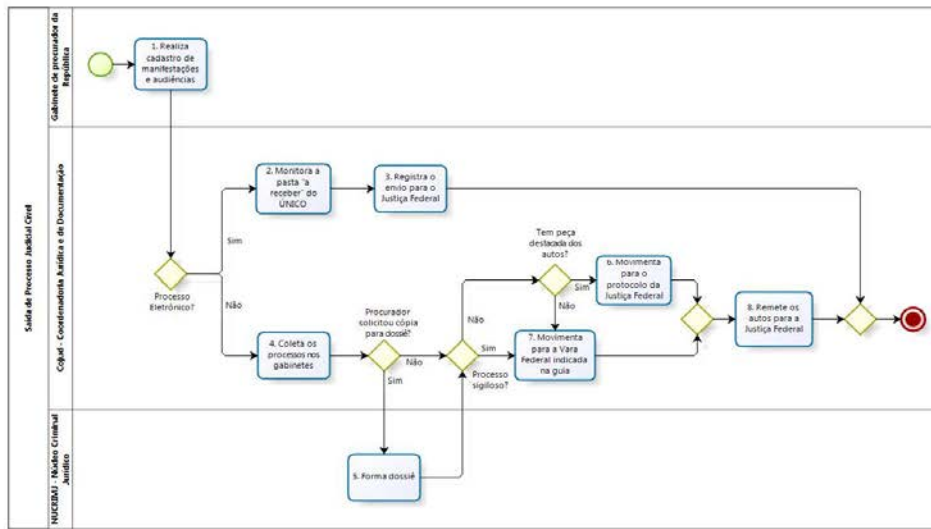 Saída de Processo Judicial Cível
Gabinete de procurador da
República
1. Realiza
cadastro de
manifestações
e audiências
Cojud - Coordenadoria Jurídica e de Documentação
2. Monitora a
pasta "a
receber" do
ÚNICO
3. Registra o
envio para o
Justiça Federal
Sim
Processo
Eletrônico?
Não
4. Coleta os
processos nos
gabinetes
Procurador
solicitou cópia
para dossiê?
Não
Sim
Não
Sim
Processo
sigiloso?
Tem peça
destacada dos
autos?
Sim
Não
6. Movimenta
para o
protocolo da
Justiça Federal
7. Movimenta
para a Vara
Federal indicada
na guia
8. Remete os
autos para a
Justiça Federal
NUCRIMJ - Núcleo Criminal
Jurídico
5. Forma dossiê